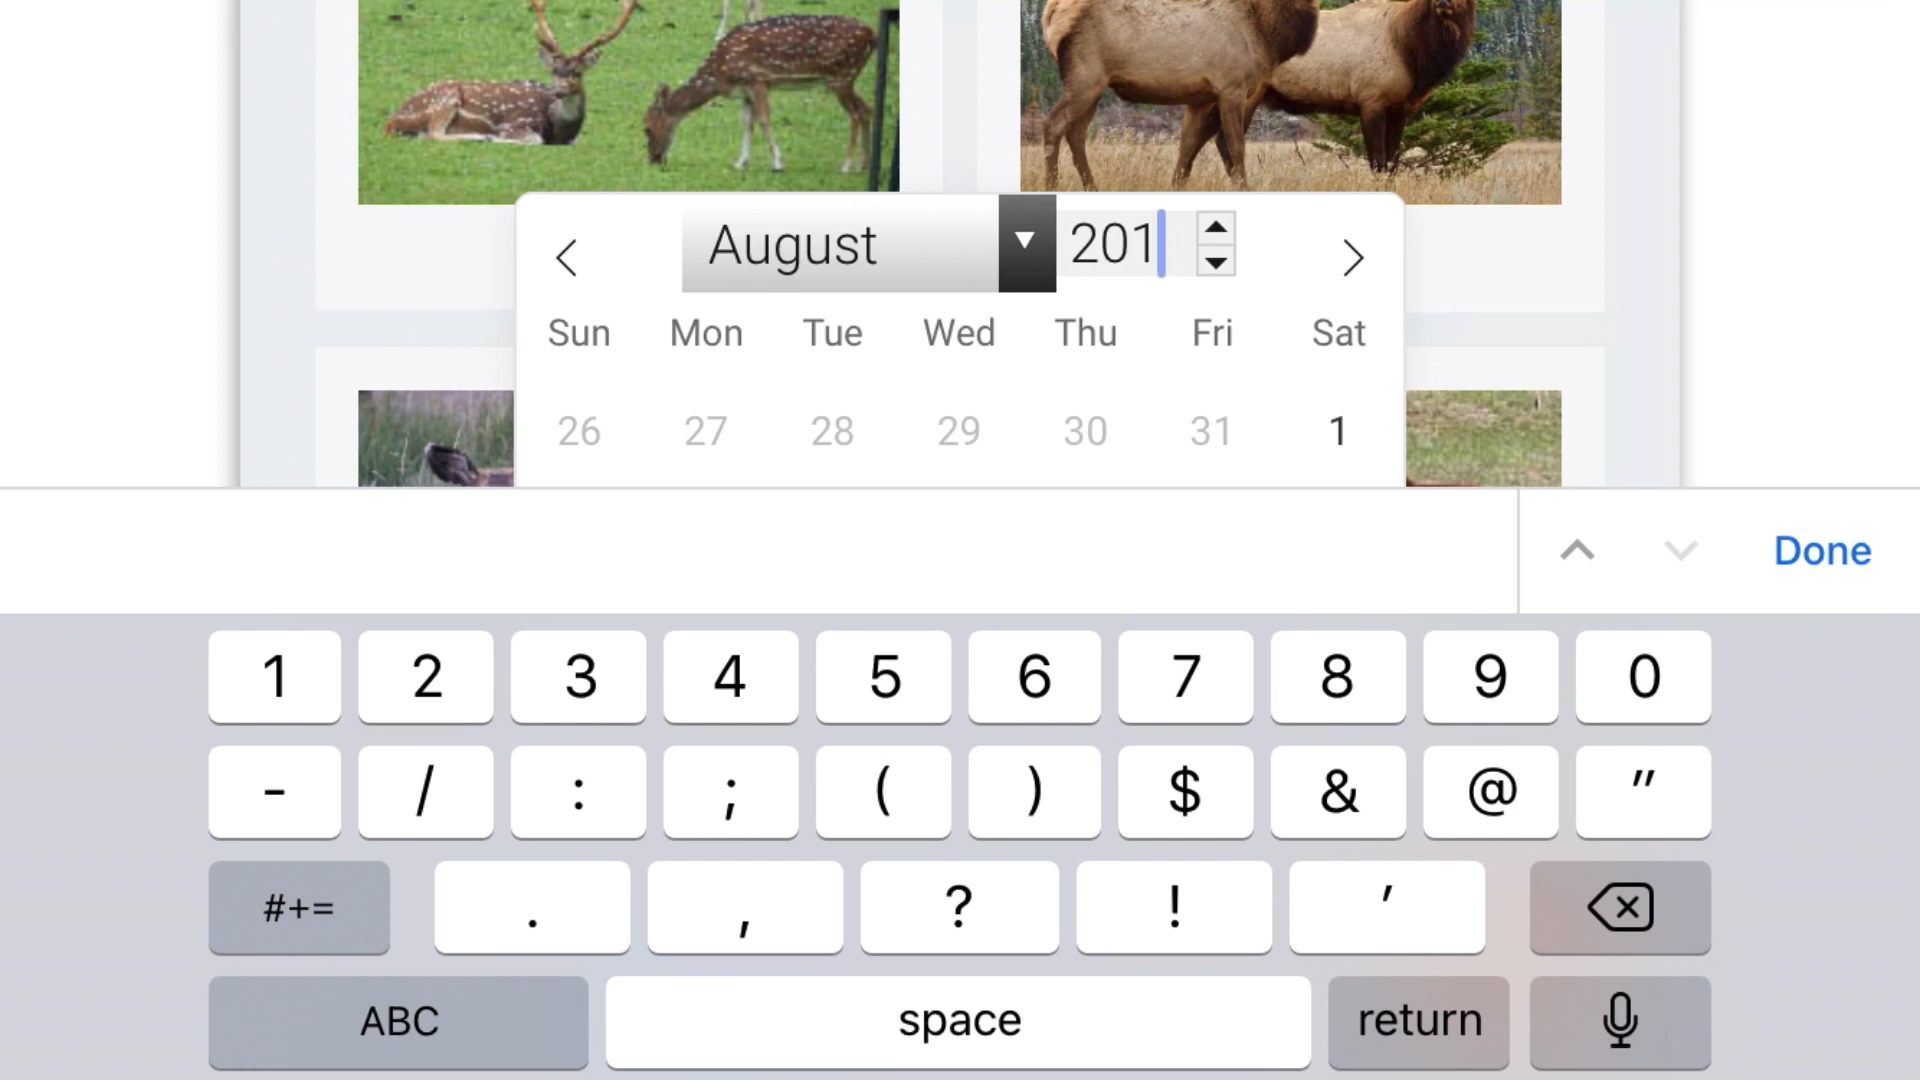 August 201
Sun Mon Tue Wed Thu Fri Sat
26 27 28 29 30 31 1
Done
1 2 3 4 5 6 7 8 9 0
- / : ; ( ) $ & @ "
#+= . , ? ! '
ABC space return